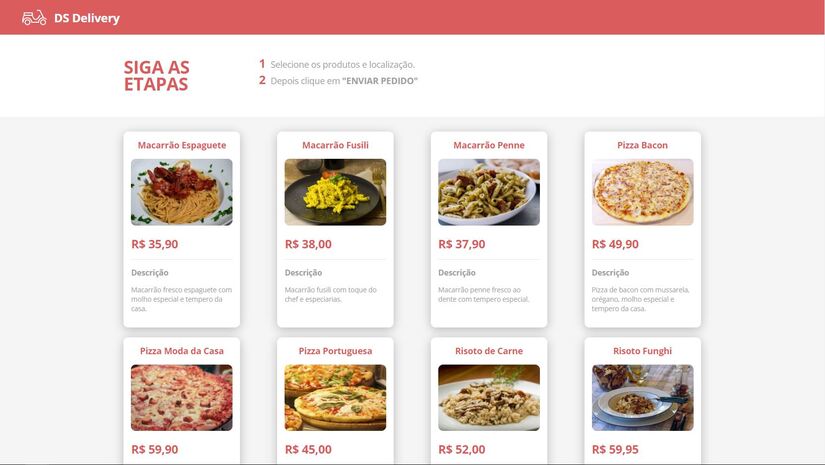 DS Delivery
SIGA AS
ETAPAS
1 Selecione os produtos e localização.
2 Depois clique em "ENVIAR PEDIDO"
Macarrão Espaguete
R$ 35,90
Descrição
Macarrão fresco espaguete com
molho especial e tempero da
casa.
Macarrão Fusili
R$ 38,00
Descrição
Macarrão fusili com toque do
chef e especiarias.
Macarrão Penne
R$ 37,90
Descrição
Macarrão penne fresco ao
dente com tempero especial.
Pizza Bacon
R$ 49,90
Descrição
Pizza de bacon com mussarela,
orégano, molho especial e
tempero da casa.
Pizza Moda da Casa
R$ 59,90
Pizza Portuguesa
R$ 45,00
Risoto de Carne
R$ 52,00
Risoto Funghi
R$ 59,95